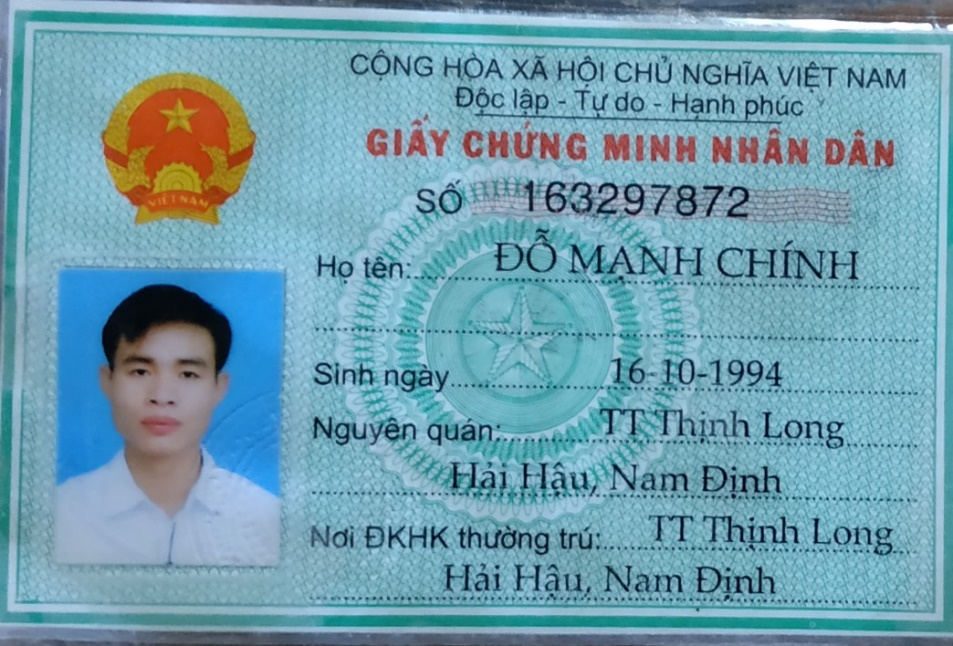 CỘNG HÒA XÃ HỘI CHỦ NGHĨA VIỆT NAM
Độc lập - Tự do - Hạnh phúc
GIẤY CHỨNG MINH NHÂN DÂN
SỐ 163297872
VIỆT NAM
Họ tên: ĐỖ MẠNH CHÍNH
Sinh ngày 16-10-1994
Nguyên quán: TT Thịnh Long
Hải Hậu, Nam Định
Nơi ĐKHK thường trú: TT Thịnh Long
Hải Hậu, Nam Định